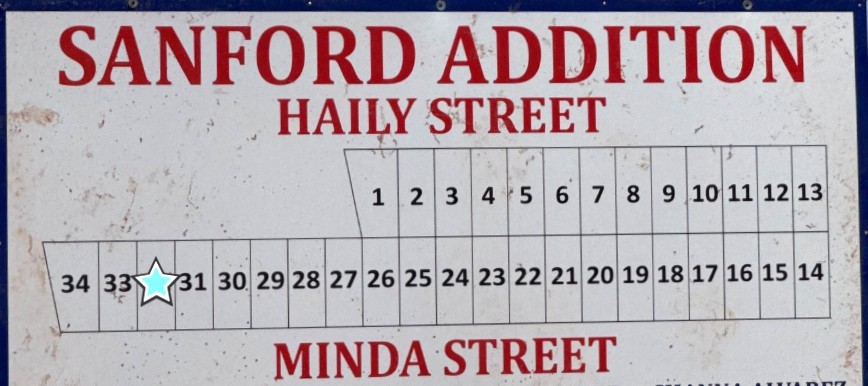 SANFORD ADDITION
HAILY STREET
1 2 3 4 5 6 7 8 9 10 11 12 13
34 33 31 30 29 28 27 26 25 24 23 22 21 20 19 18 17 16 15 14
MINDA STREET